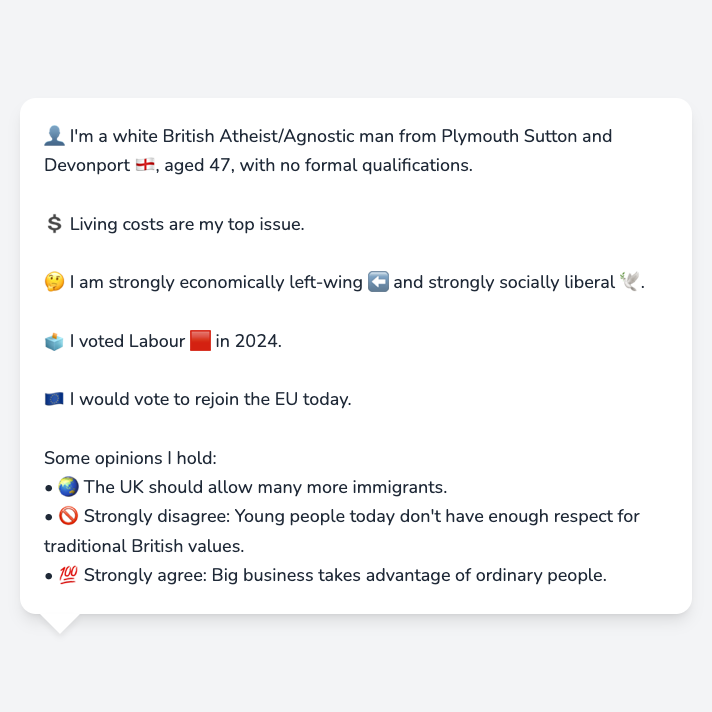 👤 I'm a white British Atheist/Agnostic man from Plymouth Sutton and
Devonport 🏴󠁧󠁢󠁥󠁮󠁧󠁿, aged 47, with no formal qualifications.
💲 Living costs are my top issue.
🤔 I am strongly economically left-wing ⬅️ and strongly socially liberal 🕊️.
🗳️ I voted Labour 🟥 in 2024.
🇪🇺 I would vote to rejoin the EU today.
Some opinions I hold:
• 🌏 The UK should allow many more immigrants.
• 🚫 Strongly disagree: Young people today don't have enough respect for
traditional British values.
• 💯 Strongly agree: Big business takes advantage of ordinary people.